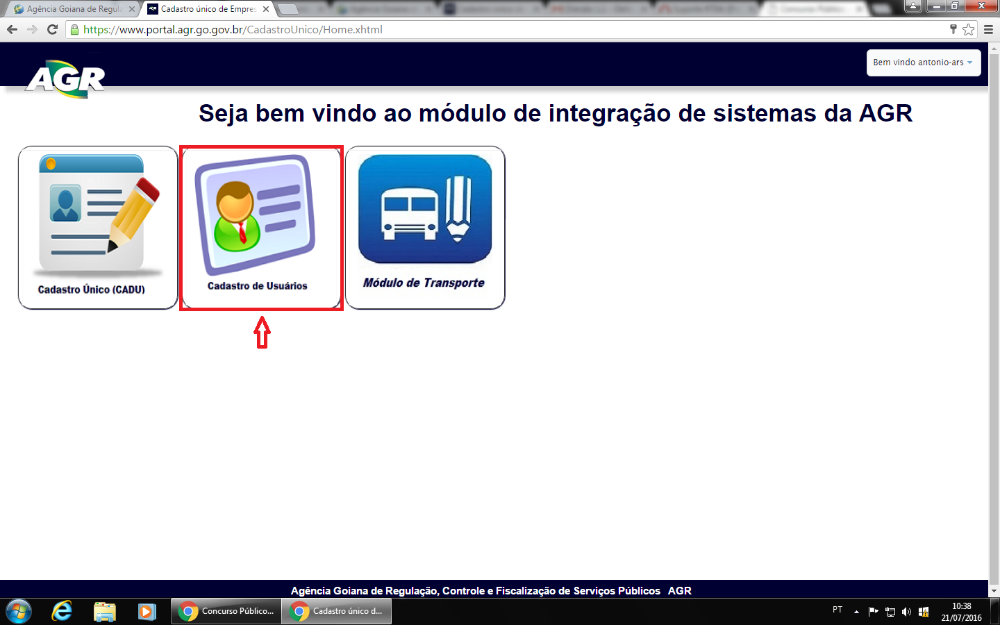 Agência Goiana de Regula
Cadastro único de Empres
https://www.portal.agr.go.gov.br/CadastroUnico/Home.xhtml
AGR
Bem vindo antonio-ars
Seja bem vindo ao módulo de integração de sistemas da AGR
Cadastro Único (CADU)
Cadastro de Usuários
Módulo de Transporte
Agência Goiana de Regulação, Controle e Fiscalização de Serviços Públicos AGR
Concurso Público...
Cadastro único d...
PT
10:38
21/07/2016